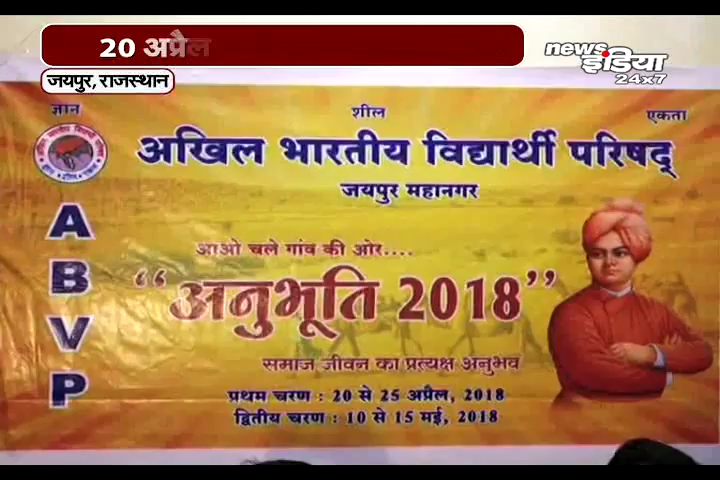 20 अप्रैल
जयपुर, राजस्थान
news
इंडिया
24x7
ज्ञान शील एकता
अखिल भारतीय विद्यार्थी परिषद्
जयपुर महानगर
ABVP
आओ चले गांव की ओर....
"अनुभूति 2018"
समाज जीवन का प्रत्यक्ष अनुभव
प्रथम चरण : 20 से 25 अप्रैल, 2018
द्वितीय चरण : 10 से 15 मई, 2018